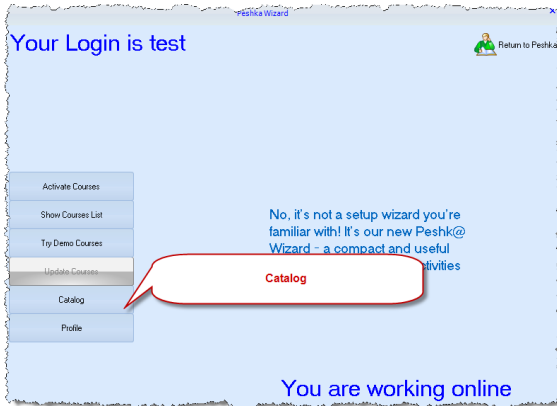 Peshka Wizard
Your Login is test
Return to Peshka
Activate Courses
Show Courses List
Try Demo Courses
Update Courses
Catalog
Profile
No, it's not a setup wizard you're
familiar with! It's our new Peshk@
Wizard - a compact and useful
tivities
Catalog
You are working online